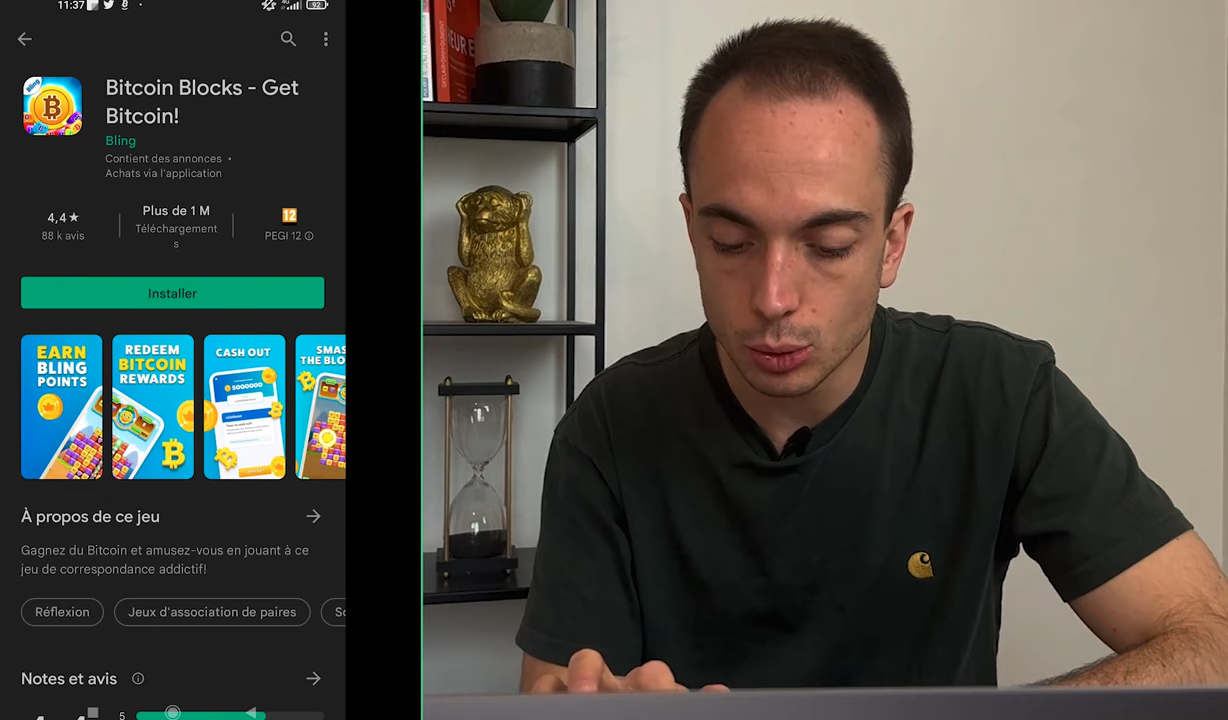 11:37
92
Bitcoin Blocks - Get
Bitcoin!
Bling
Contient des annonces •
Achats via l'application
4,4★
88 k avis
Plus de 1 M
Téléchargement
s
12
PEGI 12
Installer
EARN
BLING
POINTS
REDEEM
BITCOIN
REWARDS
CASH OUT
5000000
SMAS
THE BLO
À propos de ce jeu
Gagnez du Bitcoin et amusez-vous en jouant à ce
jeu de correspondance addictif!
Réflexion
Jeux d'association de paires
Notes et avis
5